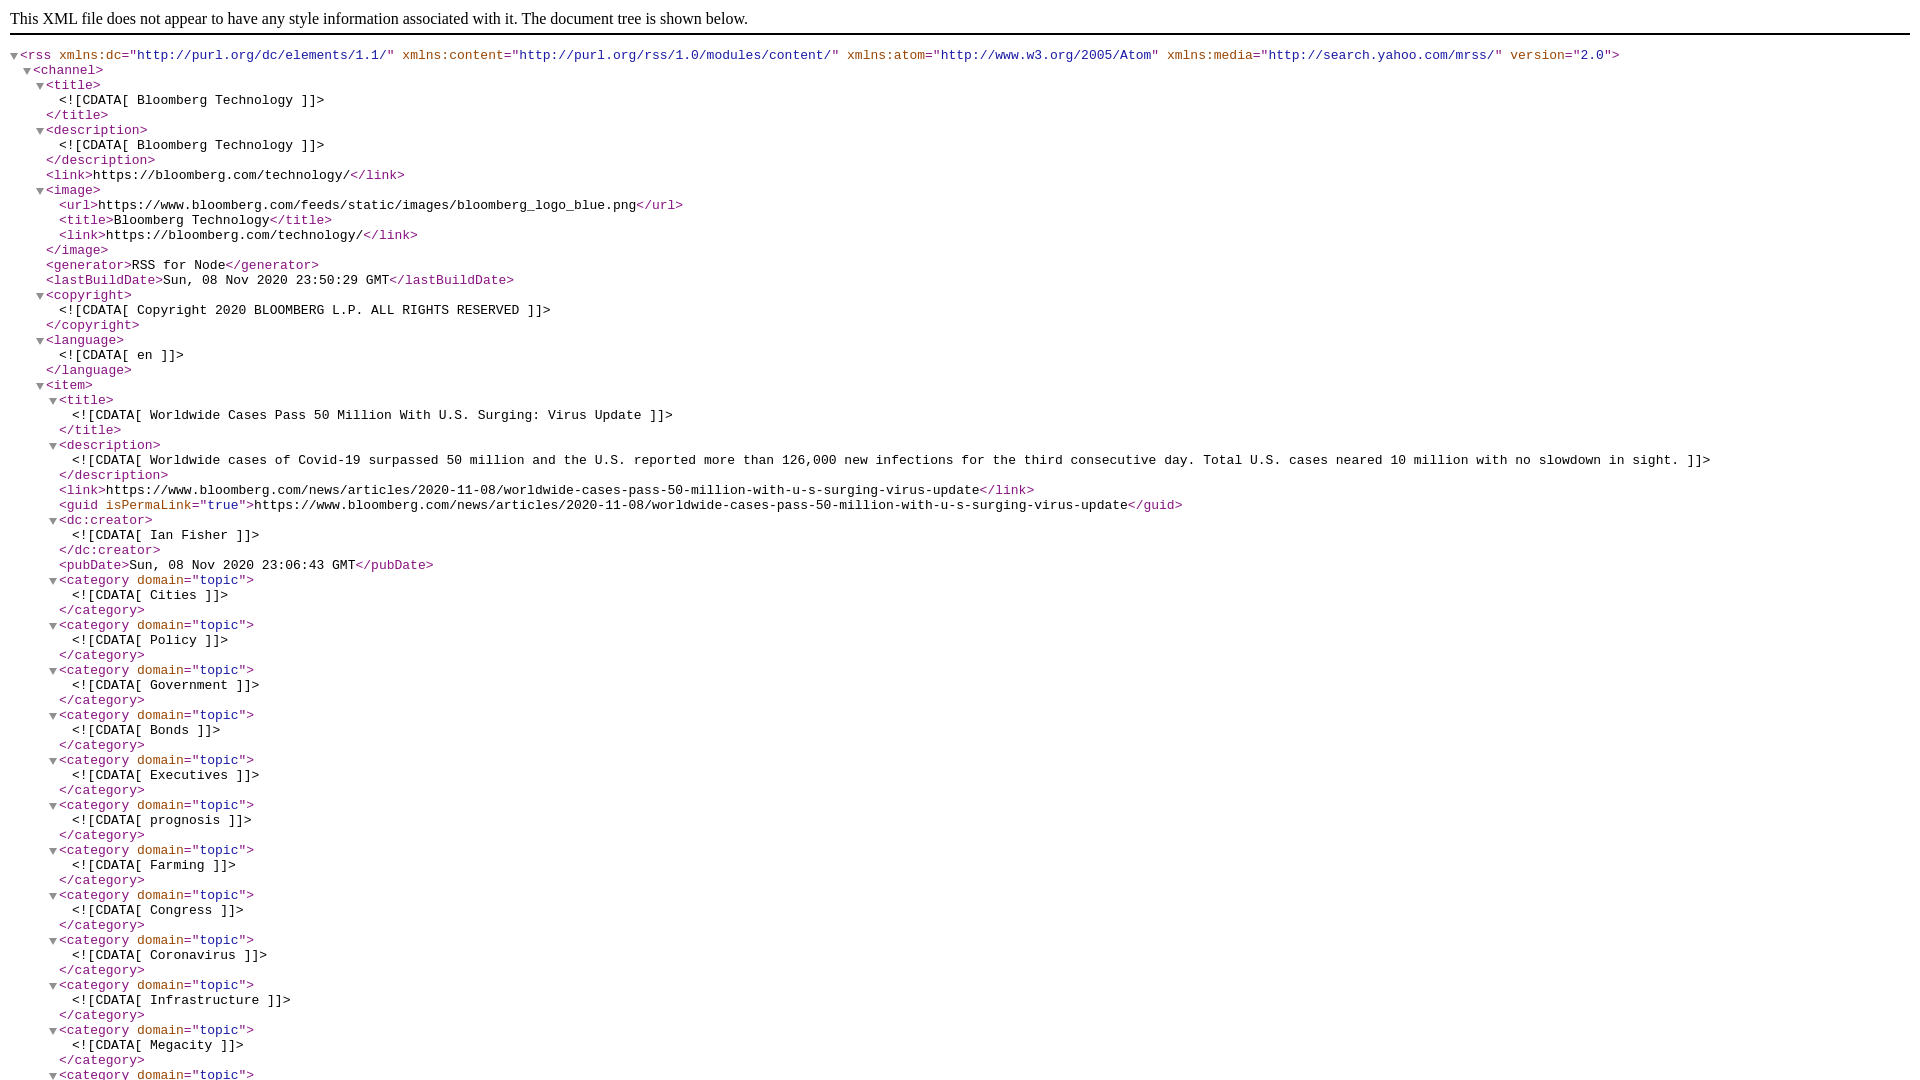 This XML file does not appear to have any style information associated with it. The document tree is shown below.
<rss xmlns:dc="http://purl.org/dc/elements/1.1/" xmlns:content="http://purl.org/rss/1.0/modules/content/" xmlns:atom="http://www.w3.org/2005/Atom" xmlns:media="http://search.yahoo.com/mrss/" version="2.0">
<channel>
<title>
<![CDATA[ Bloomberg Technology ]]>
</title>
<description>
<![CDATA[ Bloomberg Technology ]]>
</description>
<link>https://bloomberg.com/technology/</link>
<image>
<url>https://www.bloomberg.com/feeds/static/images/bloomberg_logo_blue.png</url>
<title>Bloomberg Technology</title>
<link>https://bloomberg.com/technology/</link>
</image>
<generator>RSS for Node</generator>
<lastBuildDate>Sun, 08 Nov 2020 23:50:29 GMT</lastBuildDate>
<copyright>
<![CDATA[ Copyright 2020 BLOOMBERG L.P. ALL RIGHTS RESERVED ]]>
</copyright>
<language>
<![CDATA[ en ]]>
</language>
<item>
<title>
<![CDATA[ Worldwide Cases Pass 50 Million With U.S. Surging: Virus Update ]]>
</title>
<description>
<![CDATA[ Worldwide cases of Covid-19 surpassed 50 million and the U.S. reported more than 126,000 new infections for the third consecutive day. Total U.S. cases neared 10 million with no slowdown in sight. ]]>
</description>
<link>https://www.bloomberg.com/news/articles/2020-11-08/worldwide-cases-pass-50-million-with-u-s-surging-virus-update</link>
<guid isPermaLink="true">https://www.bloomberg.com/news/articles/2020-11-08/worldwide-cases-pass-50-million-with-u-s-surging-virus-update</guid>
<dc:creator>
<![CDATA[ Ian Fisher ]]>
</dc:creator>
<pubDate>Sun, 08 Nov 2020 23:06:43 GMT</pubDate>
<category domain="topic">
<![CDATA[ Cities ]]>
</category>
<category domain="topic">
<![CDATA[ Policy ]]>
</category>
<category domain="topic">
<![CDATA[ Government ]]>
</category>
<category domain="topic">
<![CDATA[ Bonds ]]>
</category>
<category domain="topic">
<![CDATA[ Executives ]]>
</category>
<category domain="topic">
<![CDATA[ prognosis ]]>
</category>
<category domain="topic">
<![CDATA[ Farming ]]>
</category>
<category domain="topic">
<![CDATA[ Congress ]]>
</category>
<category domain="topic">
<![CDATA[ Coronavirus ]]>
</category>
<category domain="topic">
<![CDATA[ Infrastructure ]]>
</category>
<category domain="topic">
<![CDATA[ Megacity ]]>
</category>
<category domain="topic">